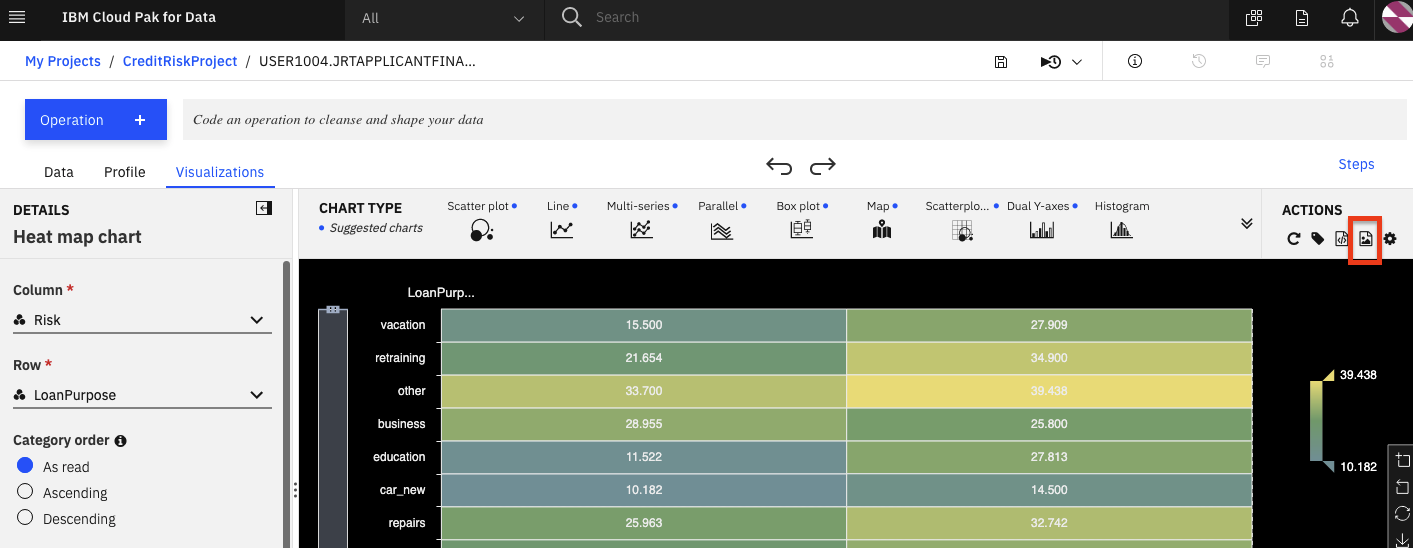 IBM Cloud Pak for Data
All
Search
My Projects / CreditRiskProject / USER1004.JRTAPPLICANTFINA...
Operation +
Code an operation to cleanse and shape your data
Data Profile Visualizations
Steps
DETAILS
Heat map chart
CHART TYPE
Suggested charts
Scatter plot Line Multi-series Parallel Box plot Map Scatterplo... Dual Y-axes Histogram
ACTIONS
Column *
Risk
Row *
LoanPurpose
Category order
As read
Ascending
Descending
LoanPurp...
vacation 15.500 27.909
retraining 21.654 34.900
other 33.700 39.438
business 28.955 25.800
education 11.522 27.813
car_new 10.182 14.500
repairs 25.963 32.742
39.438
10.182